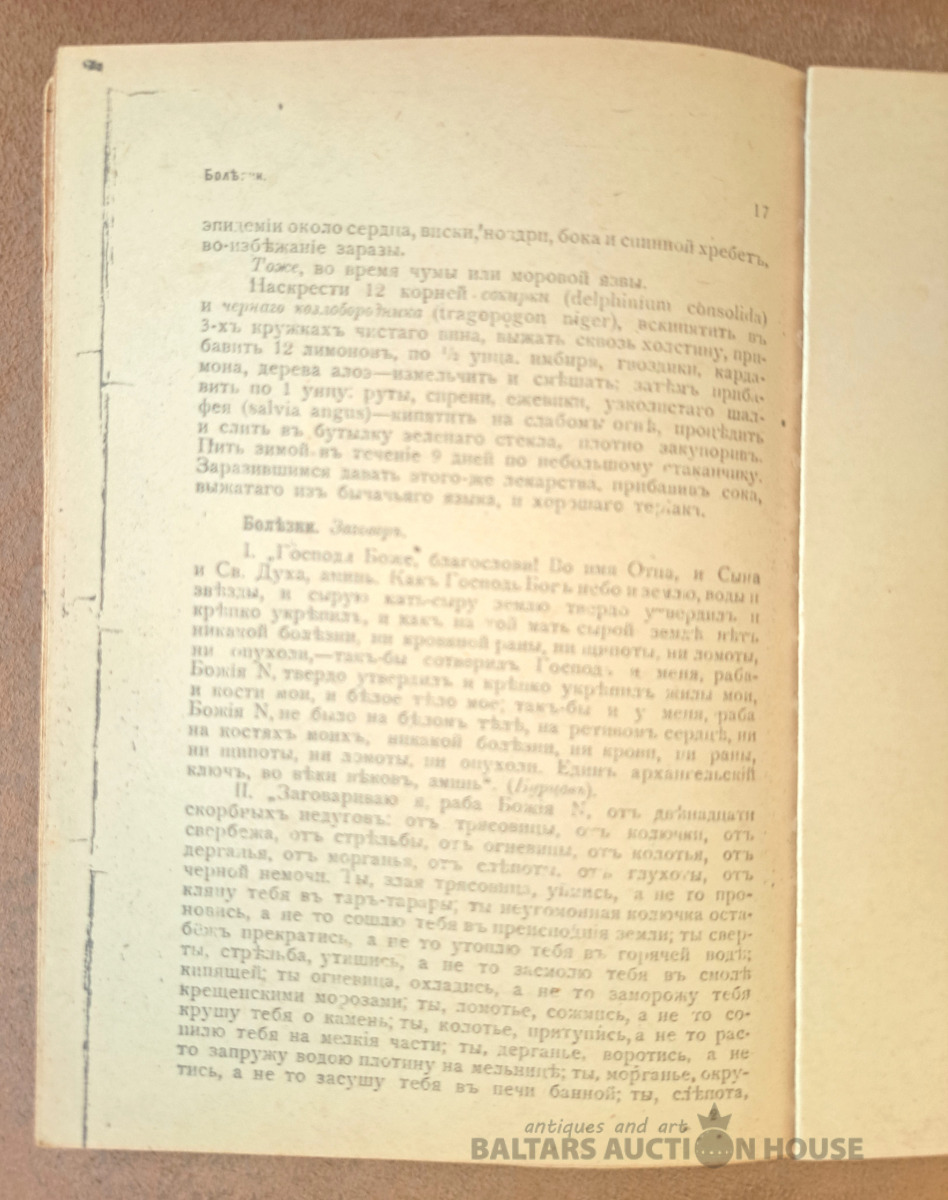 Болѣзни.
17
эпидеміи около сердца, виски, ноздри, бока и спинной хребетъ,
во-избѣжаніе заразы.
Тоже, во время чумы или моровой язвы.
Наскрести 12 корней сокирки (delphinium consolida)
и чернаго козлобородника (tragopogon niger), вскипятить въ
3-хъ кружкахъ чистаго вина, выжать сквозь холстину, при-
бавить 12 лимоновъ, по ½ унца, имбиря, гвоздики, карда-
мона, дерева алоэ—измельчить и смѣшать; затѣмъ приба-
вить по 1 унцу: руты, сирени, ежевики, узколистаго шал-
фея (salvia angus)—кипятить на слабомъ огнѣ, процѣдить
и слить въ бутылку зеленаго стекла, плотно закупоривъ.
Пить зимой въ теченіе 9 дней по небольшому стаканчику.
Заразившимся давать этого-же лекарства, прибавивъ сока,
выжатаго изъ бычачьяго языка, и хорошаго теріак.
Болѣзни. Заговоръ.
I. „Господи Боже, благослови! Во имя Отца, и Сына
и Св. Духа, аминь. Какъ Господь Богъ небо и землю, воды и
звѣзды, и сырую мать-сыру землю твердо утвердилъ и
крѣпко укрѣпилъ, и какъ на той мать сырой землѣ нѣтъ
никакой болѣзни, ни кровяной раны, ни щипоты, ни ломоты,
ни опухоли,—такъ-бы сотворилъ Господь и меня, раба-
Божія N, твердо утвердилъ и крѣпко укрѣпилъ жилы мои,
и кости мои, и бѣлое тѣло мое; такъ-бы и у меня, раба
Божія N, не было на бѣломъ тѣлѣ, на ретивомъ сердцѣ, ни
на костяхъ моихъ, никакой болѣзни, ни крови, ни раны,
ни щипоты, ни ломоты, ни опухоли. Единъ архангельскій
ключъ, во вѣки вѣковъ, аминь“. (Бурцовъ).
II. „Заговариваю я, раба Божія N, отъ двѣнадцати
скорбныхъ недуговъ: отъ трясовицы, отъ колючки, отъ
свербежа, отъ стрѣльбы, отъ огневицы, отъ колотья, отъ
дерганья, отъ морганья, отъ слѣпоты, отъ глухоты, отъ
черной немочи. Ты, злая трясовица, уймись, а не то про-
кляну тебя въ таръ-тарары; ты неугомонная колючка оста-
новись, а не то сошлю тебя въ преисподнія земли; ты свер-
бежъ прекратись, а не то утоплю тебя въ горячей водѣ;
ты, стрѣльба, утишись, а не то засмолю тебя въ смолѣ
кипящей; ты огневица, охладись, а не то заморожу тебя
крещенскими морозами; ты, ломотье, сожмись, а не то со-
крушу тебя о камень; ты, колотье, притупись, а не то рас-
пилю тебя на мелкія части; ты, дерганье, воротись, а не
то запружу водою плотину на мельницѣ; ты, морганье, окру-
тись, а не то засушу тебя въ печи банной; ты, слѣпота,
antiques and art
BALTARS AUCTION HOUSE